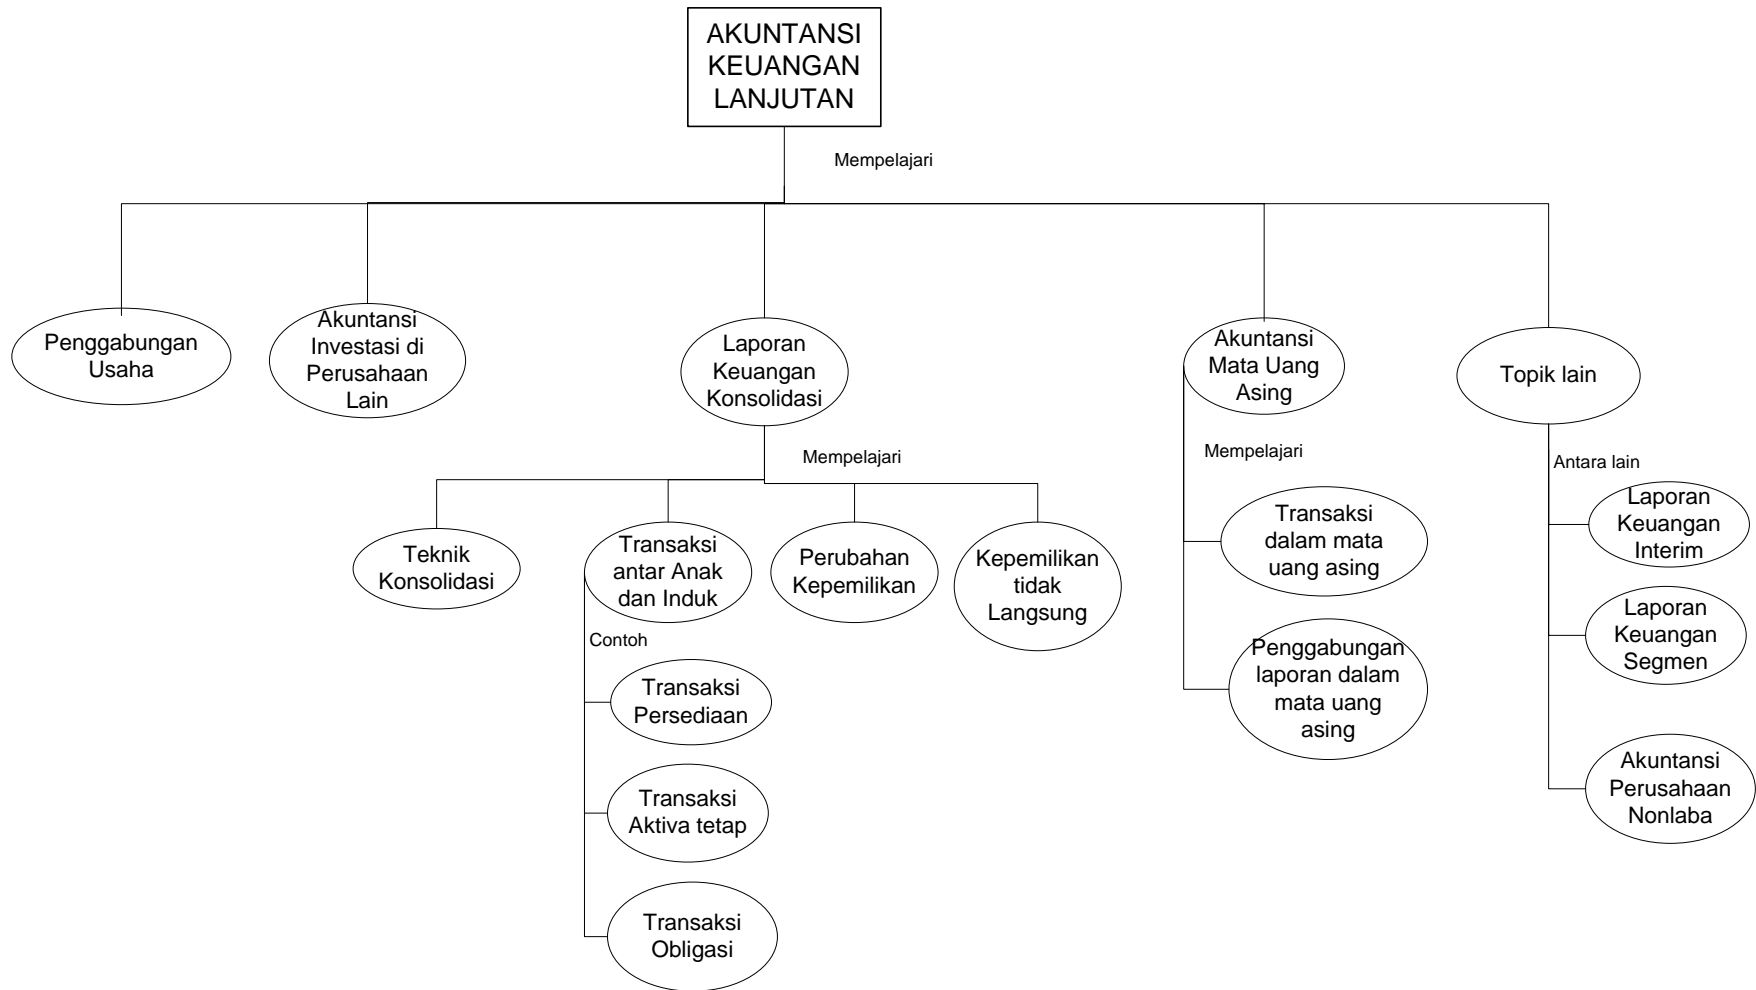 AKUNTANSI
KEUANGAN
LANJUTAN
Mempelajari
Penggabungan
Usaha
Akuntansi
Investasi di
Perusahaan
Lain
Laporan
Keuangan
Konsolidasi
Akuntansi
Mata Uang
Asing
Topik lain
Mempelajari
Teknik
Konsolidasi
Transaksi
antar Anak
dan Induk
Perubahan
Kepemilikan
Kepemilikan
tidak
Langsung
Contoh
Transaksi
Persediaan
Transaksi
Aktiva tetap
Transaksi
Obligasi
Mempelajari
Transaksi
dalam mata
uang asing
Penggabungan
laporan dalam
mata uang
asing
Antara lain
Laporan
Keuangan
Interim
Laporan
Keuangan
Segmen
Akuntansi
Perusahaan
Nonlaba